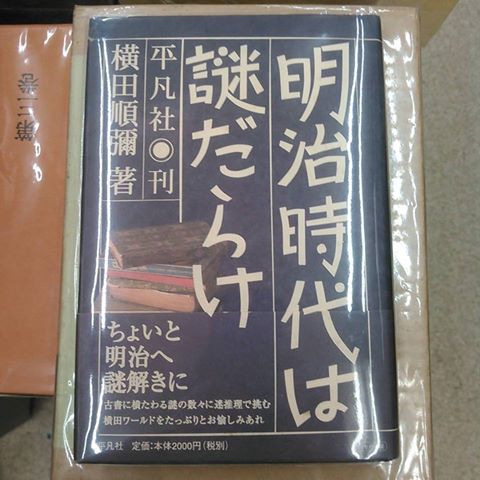 明治時代は
謎だらけ
平凡社◉刊
横田順彌 著
ちょいと
明治へ
謎解きに
古書に横たわる謎の数々に迷推理で挑む
横田ワールドをたっぷりとお愉しみあれ
平凡社 定価:本体2000円(税別)
第二巻